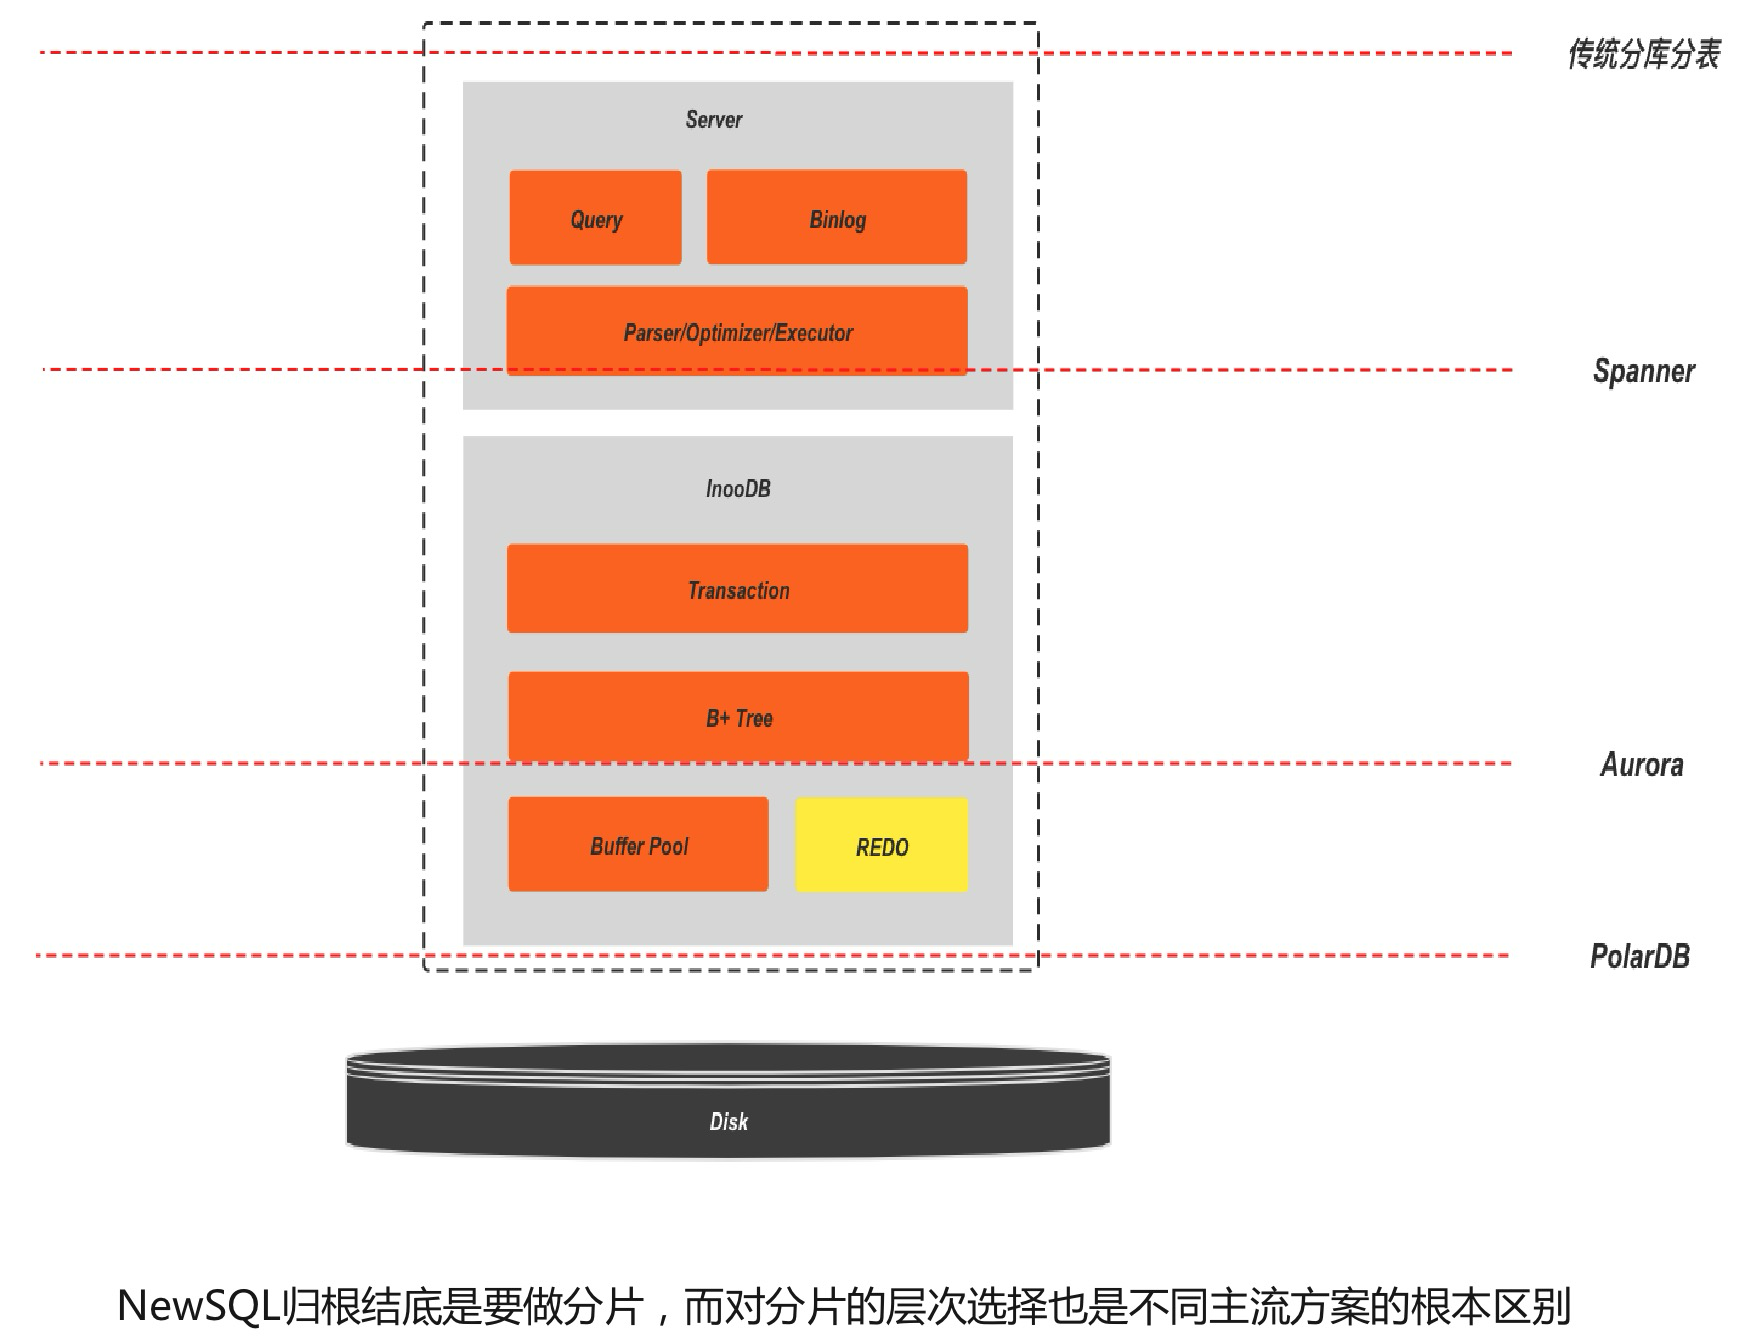 传统分库分表
Server
Query
Binlog
Parser/Optimizer/Executor
Spanner
InooDB
Transaction
B+ Tree
Aurora
Buffer Pool
REDO
PolarDB
Disk
NewSQL归根结底是要做分片，而对分片的层次选择也是不同主流方案的根本区别